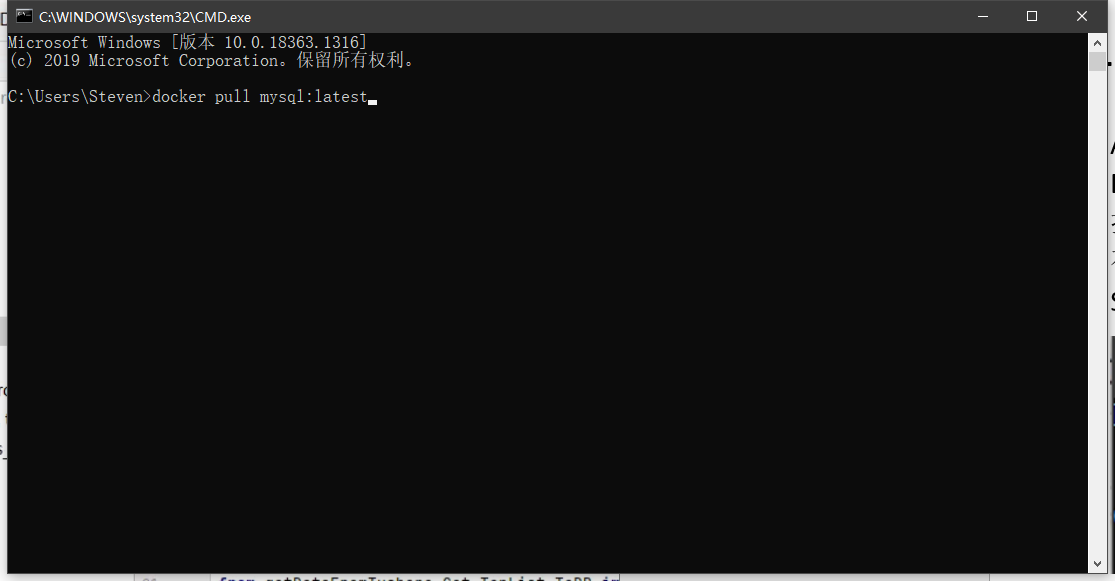 C:\WINDOWS\system32\CMD.exe
Microsoft Windows [版本 10.0.18363.1316]
(c) 2019 Microsoft Corporation。保留所有权利。
C:\Users\Steven>docker pull mysql:latest